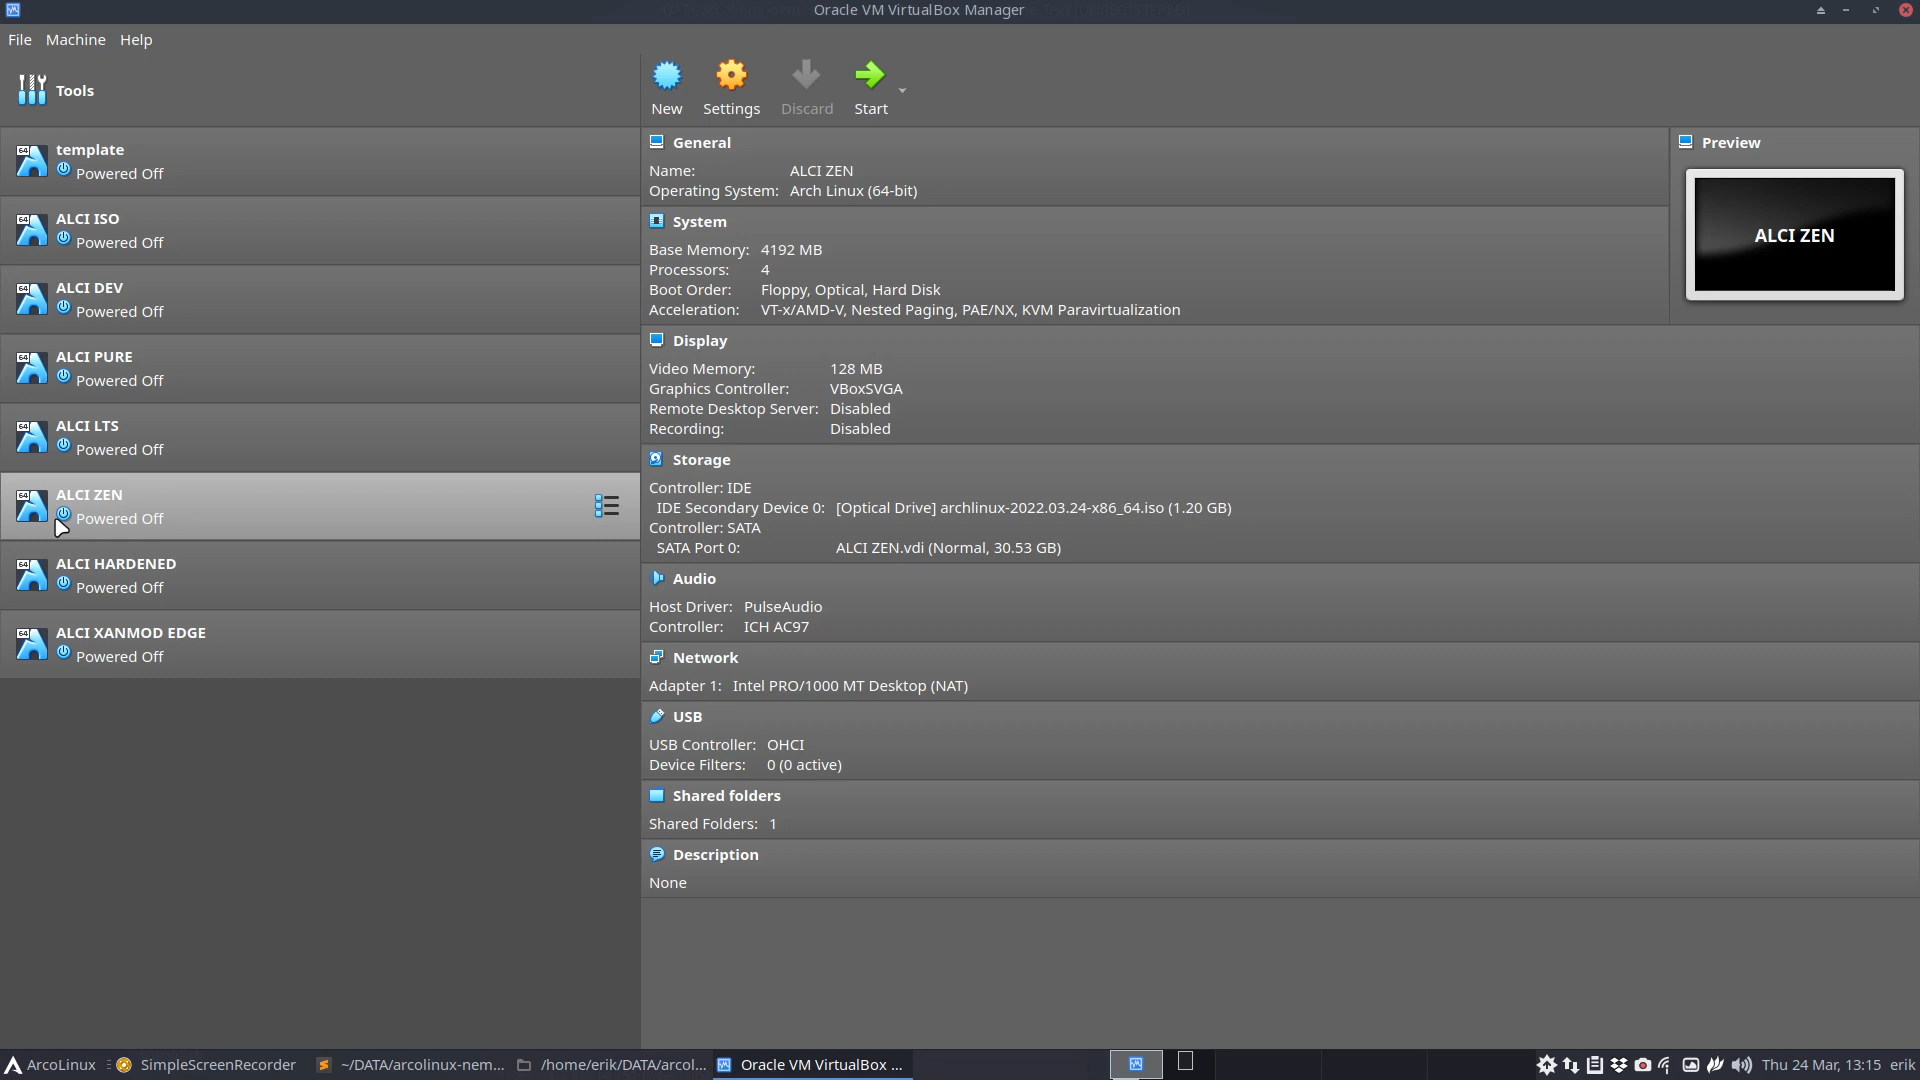 Oracle VM VirtualBox Manager
File Machine Help
Tools
New Settings Discard Start
64
template
Powered Off
64
ALCI ISO
Powered Off
64
ALCI DEV
Powered Off
64
ALCI PURE
Powered Off
64
ALCI LTS
Powered Off
64
ALCI ZEN
Powered Off
64
ALCI HARDENED
Powered Off
64
ALCI XANMOD EDGE
Powered Off
General
Name: ALCI ZEN
Operating System: Arch Linux (64-bit)
System
Base Memory: 4192 MB
Processors: 4
Boot Order: Floppy, Optical, Hard Disk
Acceleration: VT-x/AMD-V, Nested Paging, PAE/NX, KVM Paravirtualization
Preview
ALCI ZEN
Display
Video Memory: 128 MB
Graphics Controller: VBoxSVGA
Remote Desktop Server: Disabled
Recording: Disabled
Storage
Controller: IDE
IDE Secondary Device 0: [Optical Drive] archlinux-2022.03.24-x86_64.iso (1.20 GB)
Controller: SATA
SATA Port 0: ALCI ZEN.vdi (Normal, 30.53 GB)
Audio
Host Driver: PulseAudio
Controller: ICH AC97
Network
Adapter 1: Intel PRO/1000 MT Desktop (NAT)
USB
USB Controller: OHCI
Device Filters: 0 (0 active)
Shared folders
Shared Folders: 1
Description
None
ArcoLinux SimpleScreenRecorder ~/DATA/arcolinux-nem... /home/erik/DATA/arcol... Oracle VM VirtualBox ... Thu 24 Mar, 13:15 erik